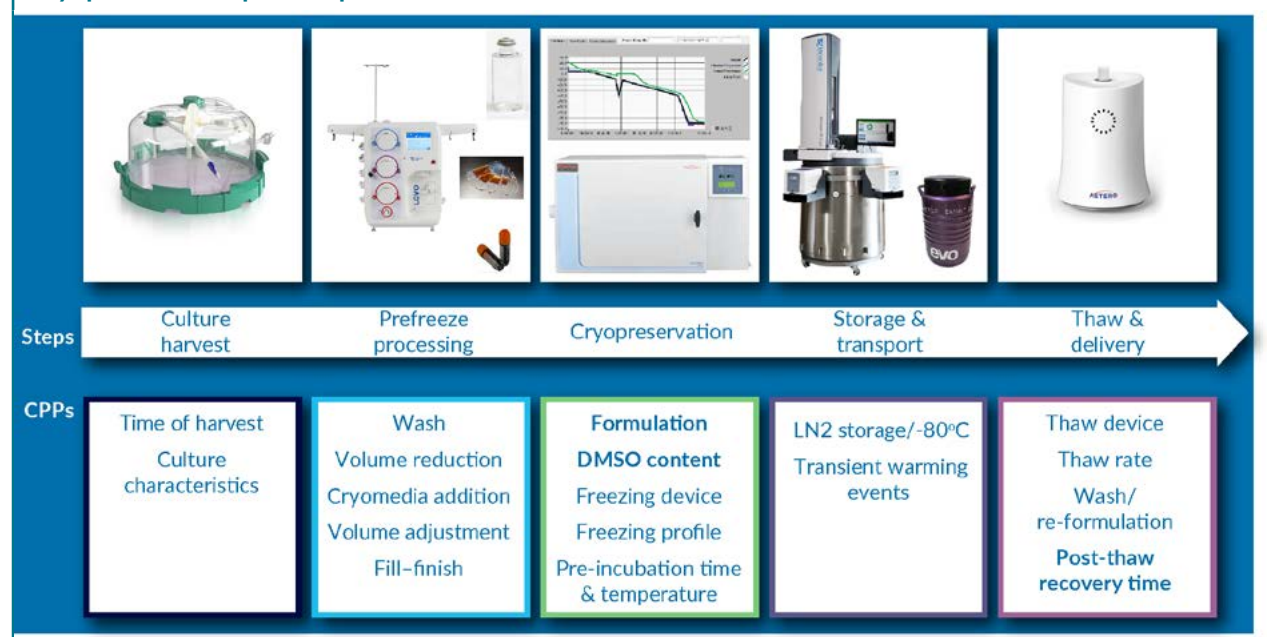 LOVO
evo
Steps
Culture
harvest
Prefreeze
processing
Cryopreservation
Storage &
transport
Thaw &
delivery
CPPs
Time of harvest
Culture
characteristics
Wash
Volume reduction
Cryomedia addition
Volume adjustment
Fill–finish
Formulation
DMSO content
Freezing device
Freezing profile
Pre-incubation time
& temperature
LN2 storage/-80°C
Transient warming
events
Thaw device
Thaw rate
Wash/
re-formulation
Post-thaw
recovery time